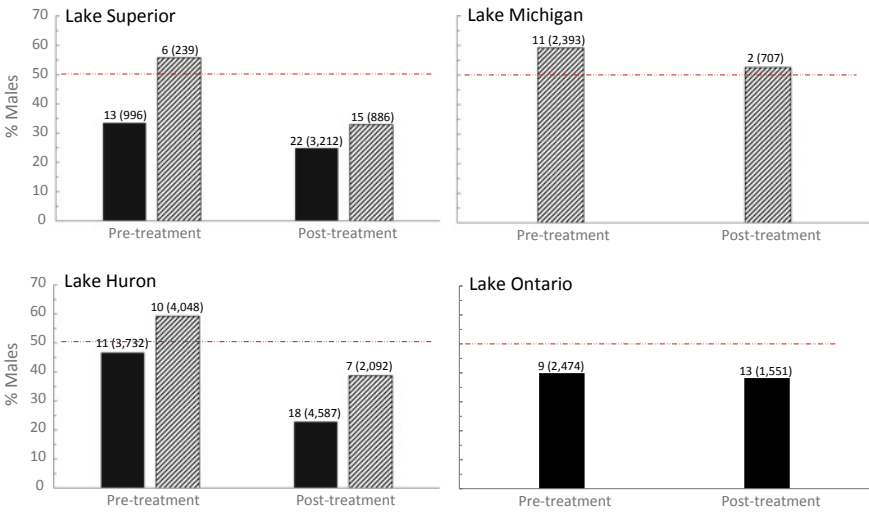 Lake Superior
70
60
50
40
30
20
10
0
% Males
13 (996)
6 (239)
22 (3,212)
15 (886)
Pre-treatment
Post-treatment
Lake Michigan
11 (2,393)
2 (707)
Pre-treatment
Post-treatment
Lake Huron
70
60
50
40
30
20
10
0
% Males
11 (3,732)
10 (4,048)
18 (4,587)
7 (2,092)
Pre-treatment
Post-treatment
Lake Ontario
9 (2,474)
13 (1,551)
Pre-treatment
Post-treatment